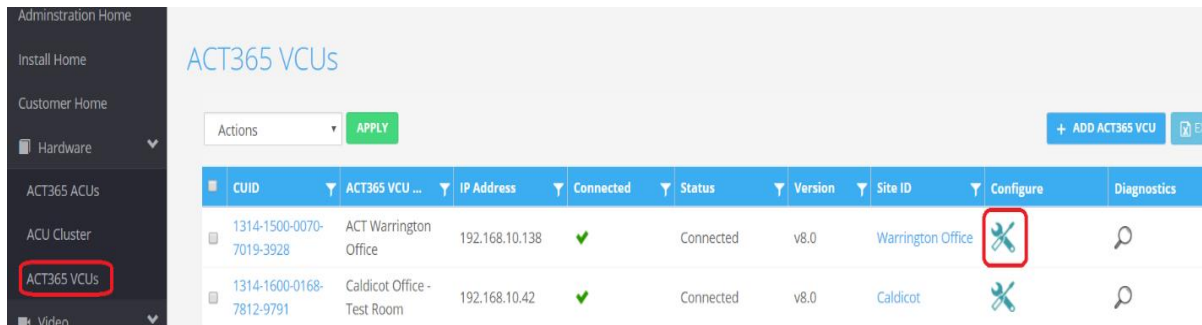 Adminstration Home
Install Home
Customer Home
Hardware
ACT365 ACUs
ACU Cluster
ACT365 VCUs
Video
ACT365 VCUs
Actions APPLY + ADD ACT365 VCU
CUID ACT365 VCU ... IP Address Connected Status Version Site ID Configure Diagnostics
1314-1500-0070- ACT Warrington
7019-3928 Office 192.168.10.138 Connected v8.0 Warrington Office
1314-1600-0168- Caldicot Office -
7812-9791 Test Room 192.168.10.42 Connected v8.0 Caldicot